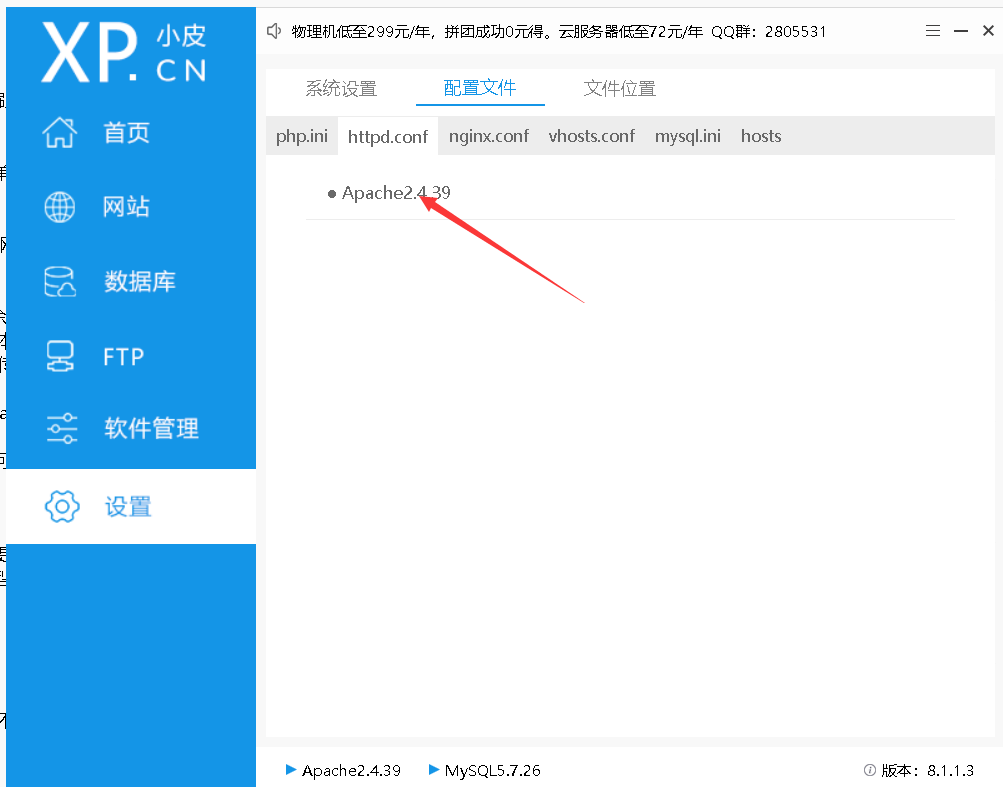 XP.CN 小皮
物理机低至299元/年，拼团成功0元得。云服务器低至72元/年 QQ群：2805531
首页
网站
数据库
FTP
软件管理
设置
系统设置 配置文件 文件位置
php.ini httpd.conf nginx.conf vhosts.conf mysql.ini hosts
Apache2.4.39
Apache2.4.39 MySQL5.7.26 版本：8.1.1.3